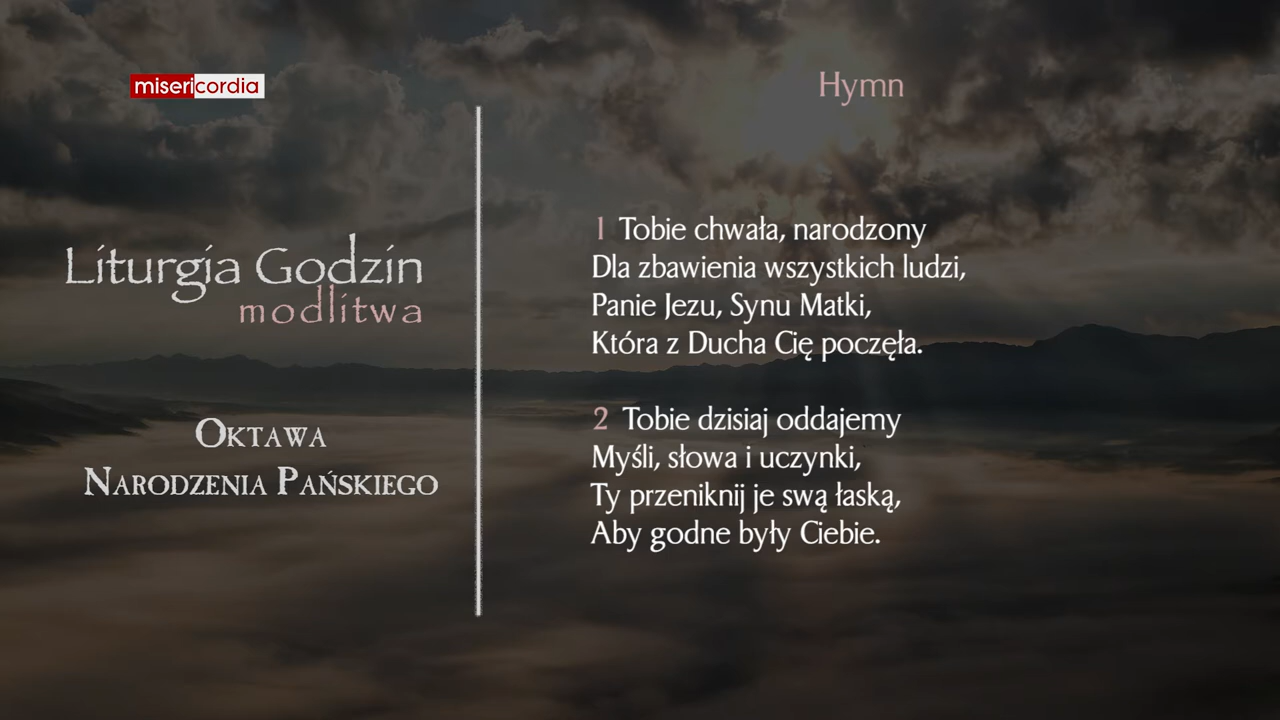 misericordia
Liturgia Godzin
modlitwa
Oktawa
Narodzenia Pańskiego
Hymn
1 Tobie chwała, narodzony
Dla zbawienia wszystkich ludzi,
Panie Jezu, Synu Matki,
Która z Ducha Cię poczęła.
2 Tobie dzisiaj oddajemy
Myśli, słowa i uczynki,
Ty przeniknij je swą łaską,
Aby godne były Ciebie.